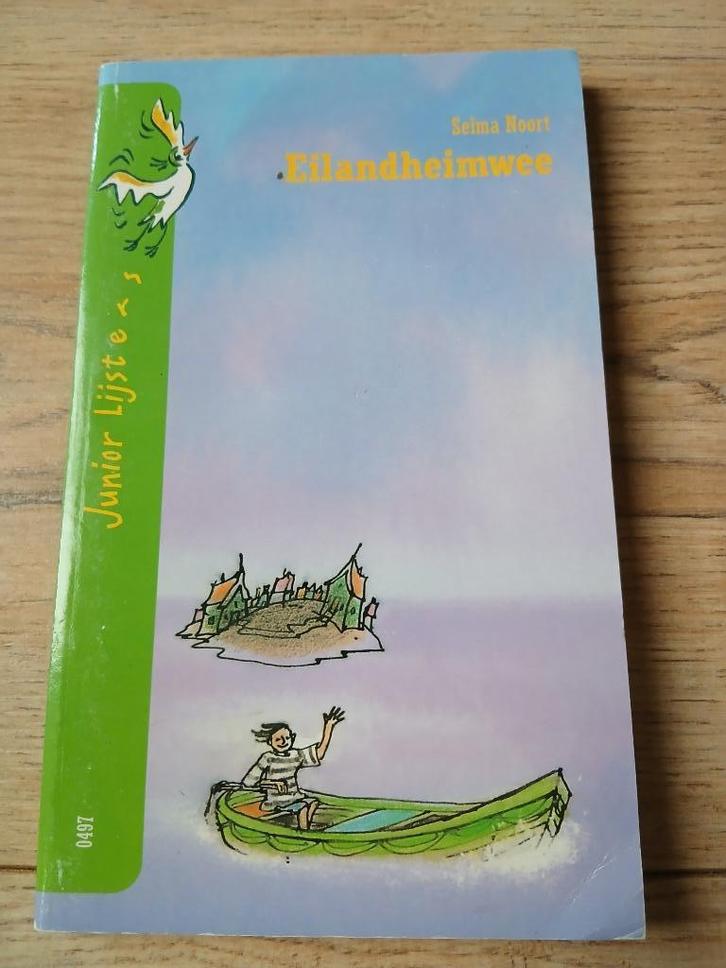 Selma Noort
Eilandheimwee
Junior Lijsters
0497